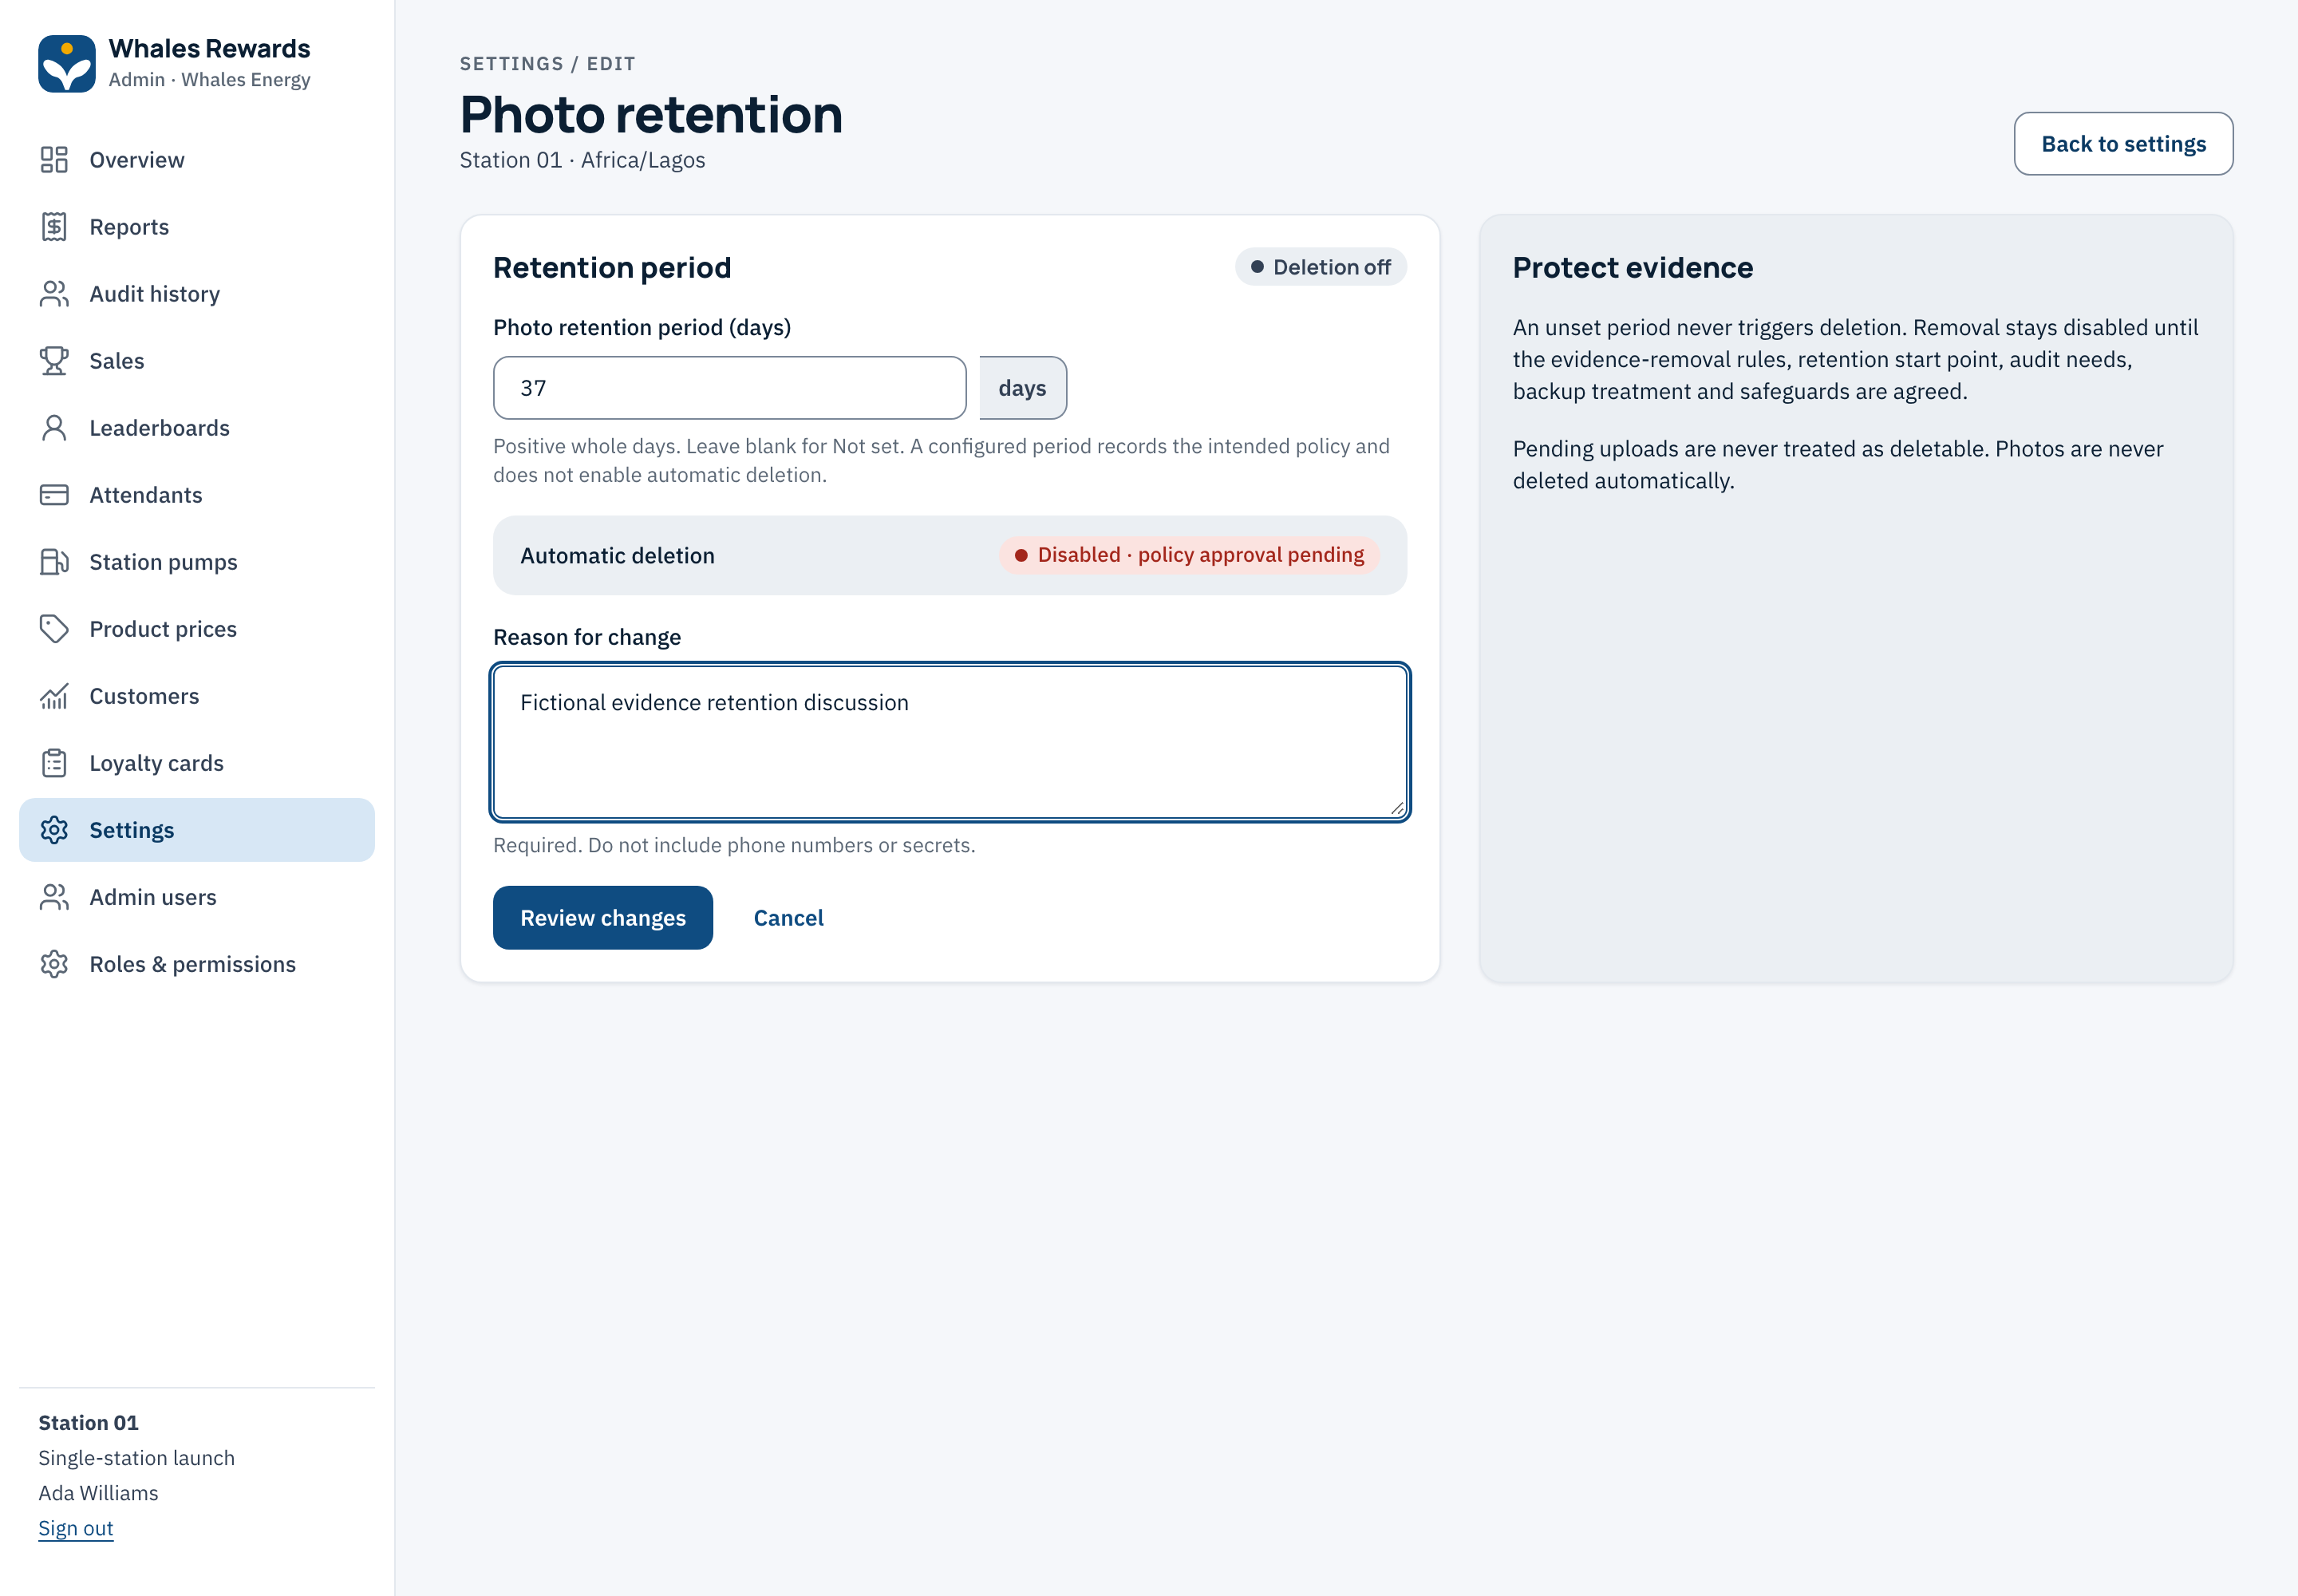 Whales Rewards
Admin · Whales Energy
Overview
Reports
Audit history
Sales
Leaderboards
Attendants
Station pumps
Product prices
Customers
Loyalty cards
Settings
Admin users
Roles & permissions
Station 01
Single-station launch
Ada Williams
Sign out
SETTINGS / EDIT
Photo retention
Station 01 · Africa/Lagos
Back to settings
Retention period
Deletion off
Photo retention period (days)
37
days
Positive whole days. Leave blank for Not set. A configured period records the intended policy and
does not enable automatic deletion.
Automatic deletion
Disabled · policy approval pending
Reason for change
Fictional evidence retention discussion
Required. Do not include phone numbers or secrets.
Review changes
Cancel
Protect evidence
An unset period never triggers deletion. Removal stays disabled until
the evidence-removal rules, retention start point, audit needs,
backup treatment and safeguards are agreed.
Pending uploads are never treated as deletable. Photos are never
deleted automatically.